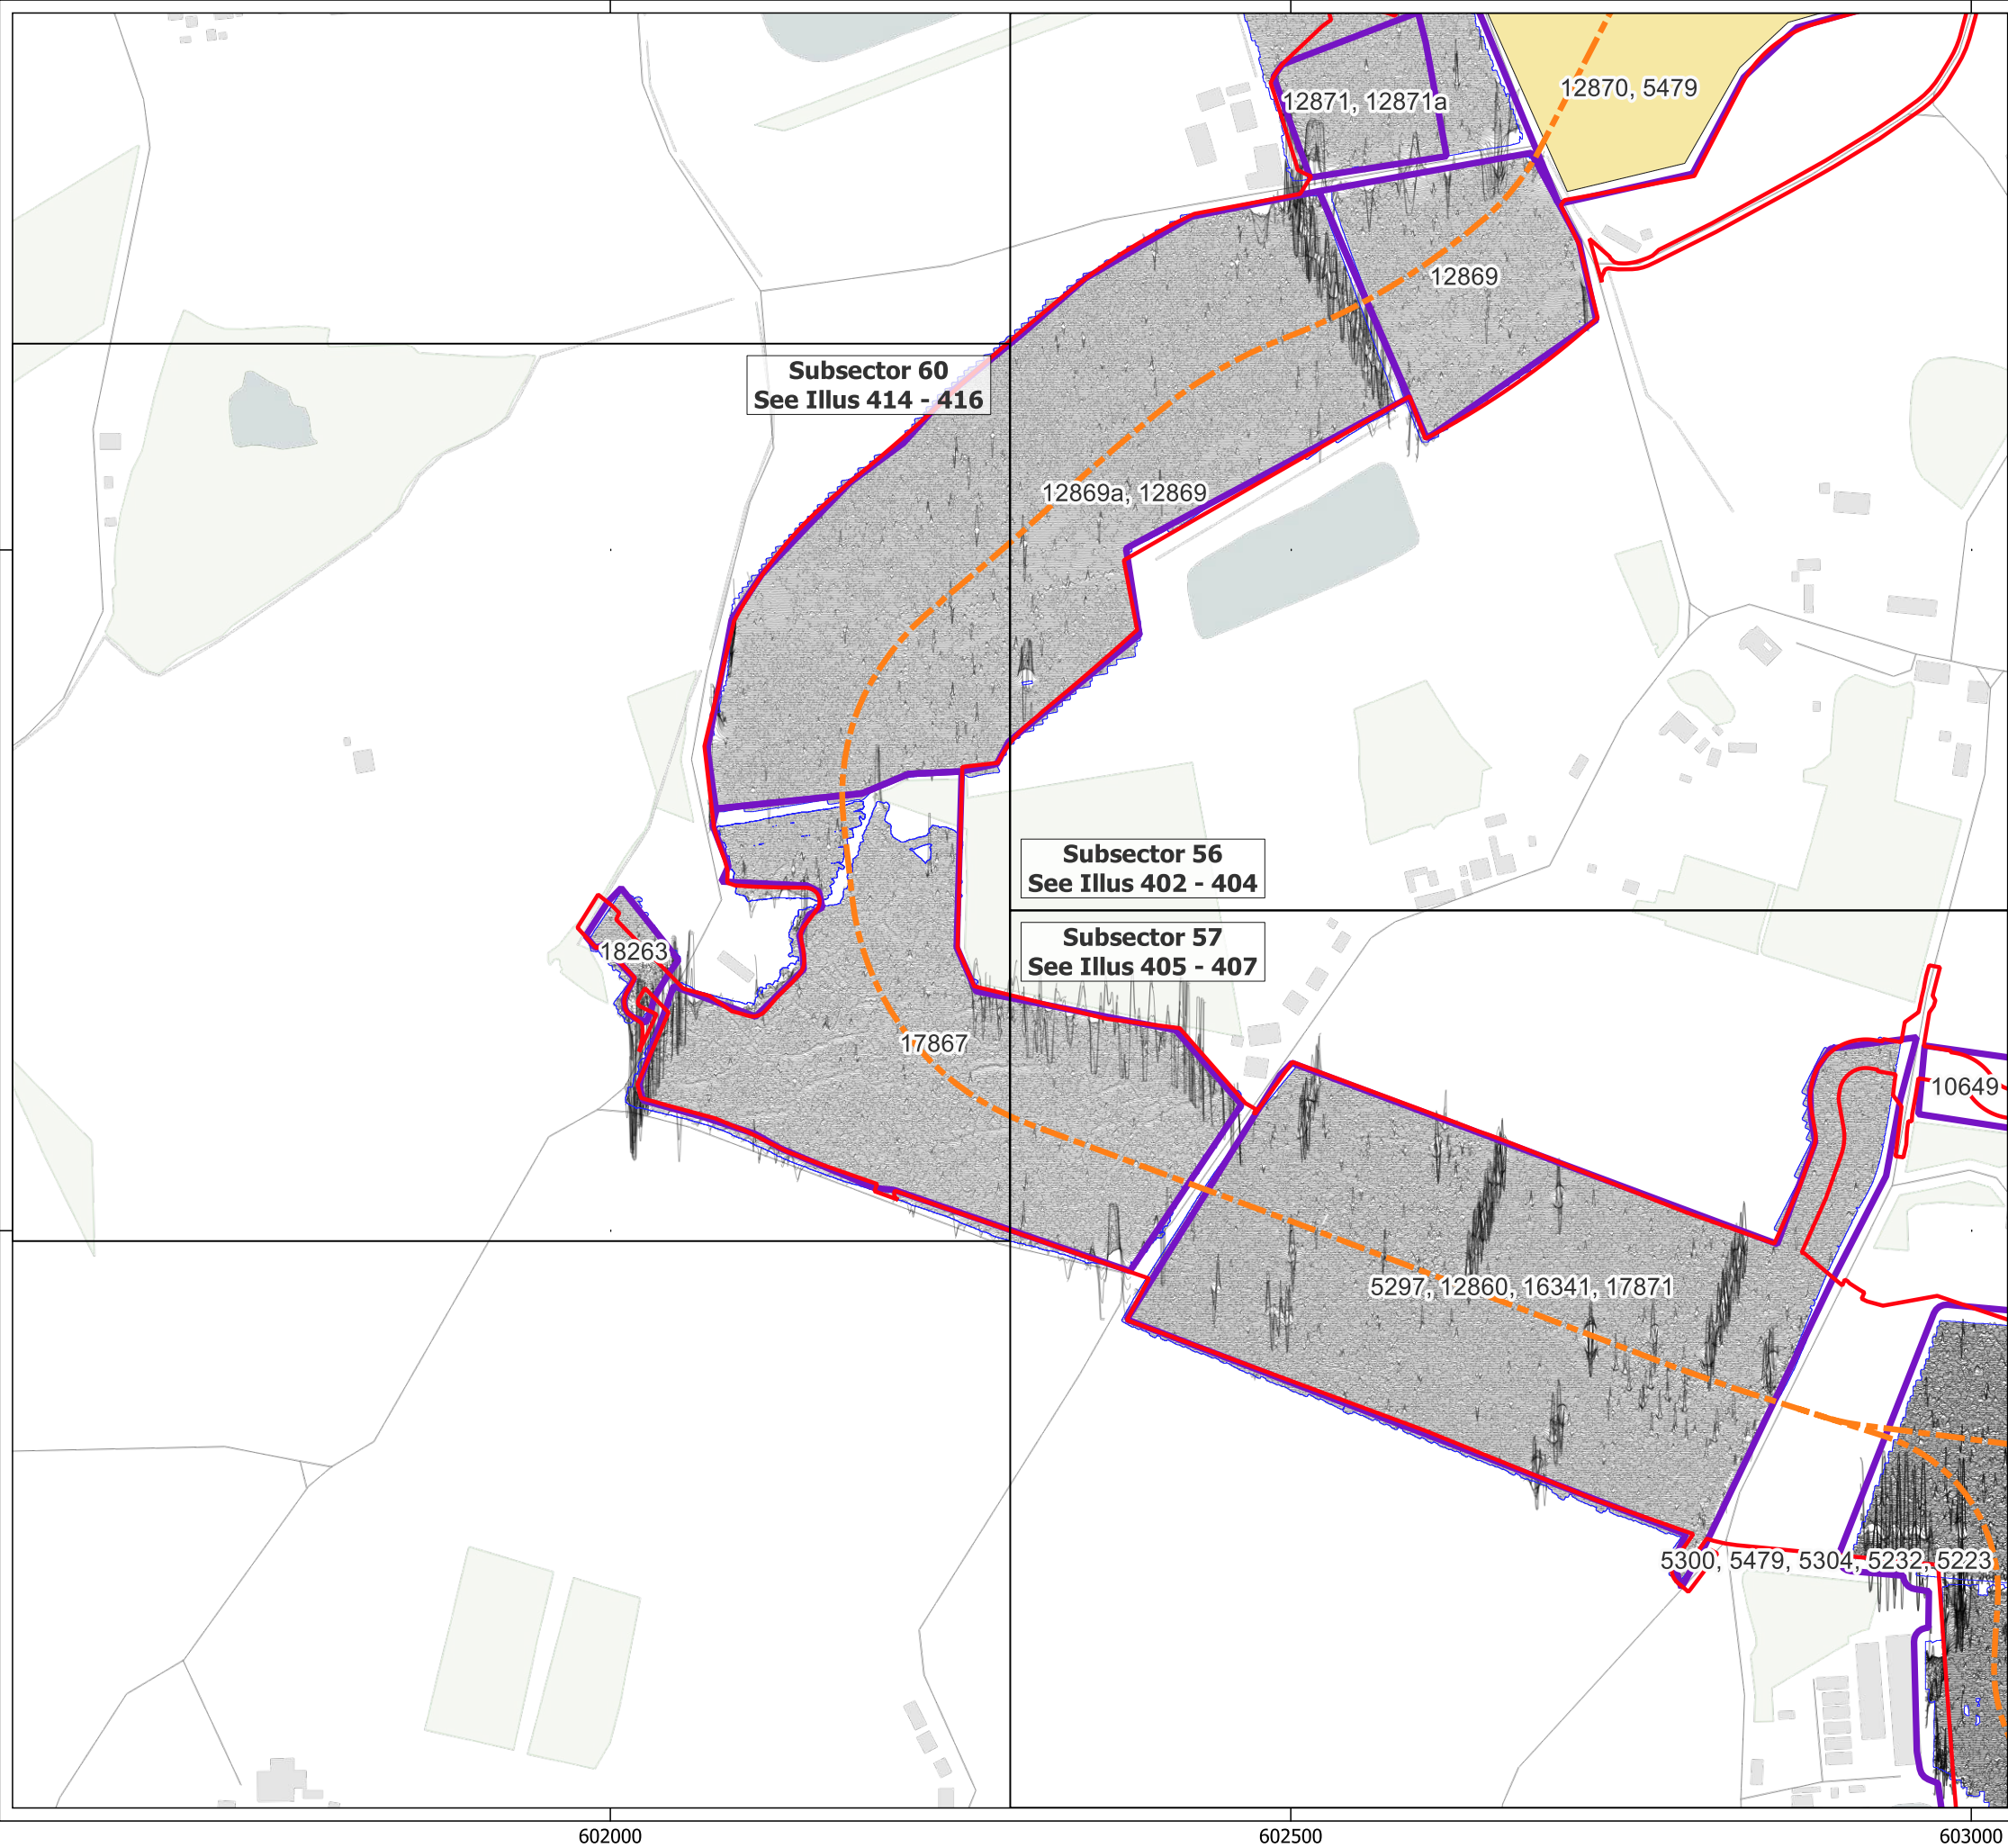 12870, 5479
12871, 12871a
12869
Subsector 60
See Illus 414 - 416
12869a, 12869
Subsector 56
See Illus 402 - 404
Subsector 57
See Illus 405 - 407
18263
17867
10649
5297, 12860, 16341, 17871
5300, 5479, 5304, 5232, 5223
602000
602500
603000